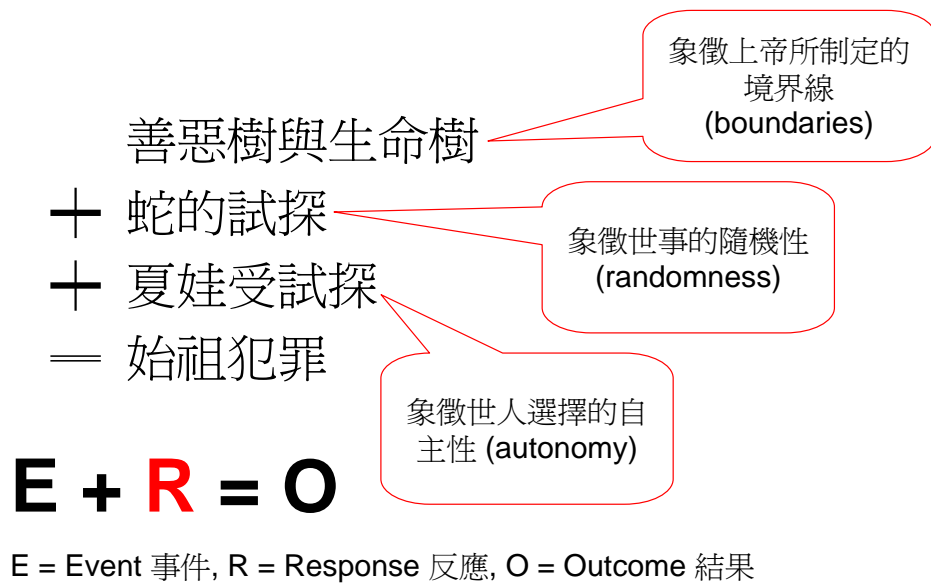 象徵上帝所制定的
境界線
(boundaries)
善惡樹與生命樹
＋ 蛇的試探
象徵世事的隨機性
(randomness)
＋ 夏娃受試探
＝ 始祖犯罪
象徵世人選擇的自
主性 (autonomy)
E + R = O
E = Event 事件, R = Response 反應, O = Outcome 結果